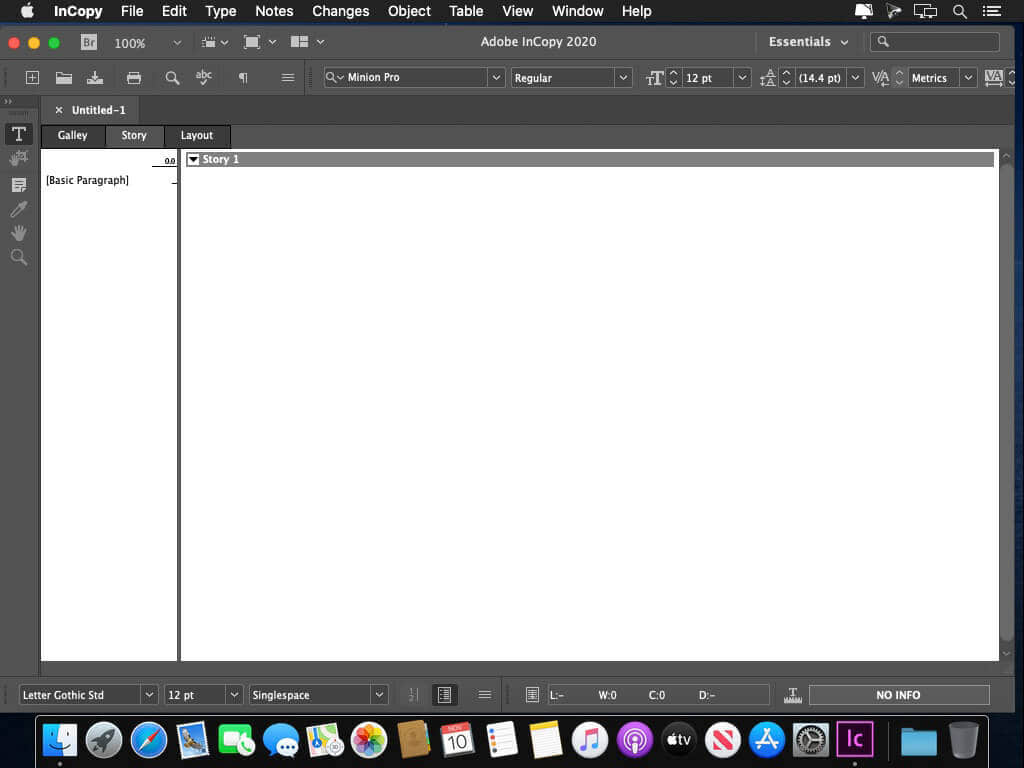 InCopy File Edit Type Notes Changes Object Table View Window Help
Br 100% Adobe InCopy 2020 Essentials
abc Minion Pro Regular 12 pt (14.4 pt) Metrics
Untitled-1
Galley Story Layout
0.0 Story 1
[Basic Paragraph]
Letter Gothic Std 12 pt Singlespace L:– W:0 C:0 D:– NO INFO
NOV 10 tv Ic